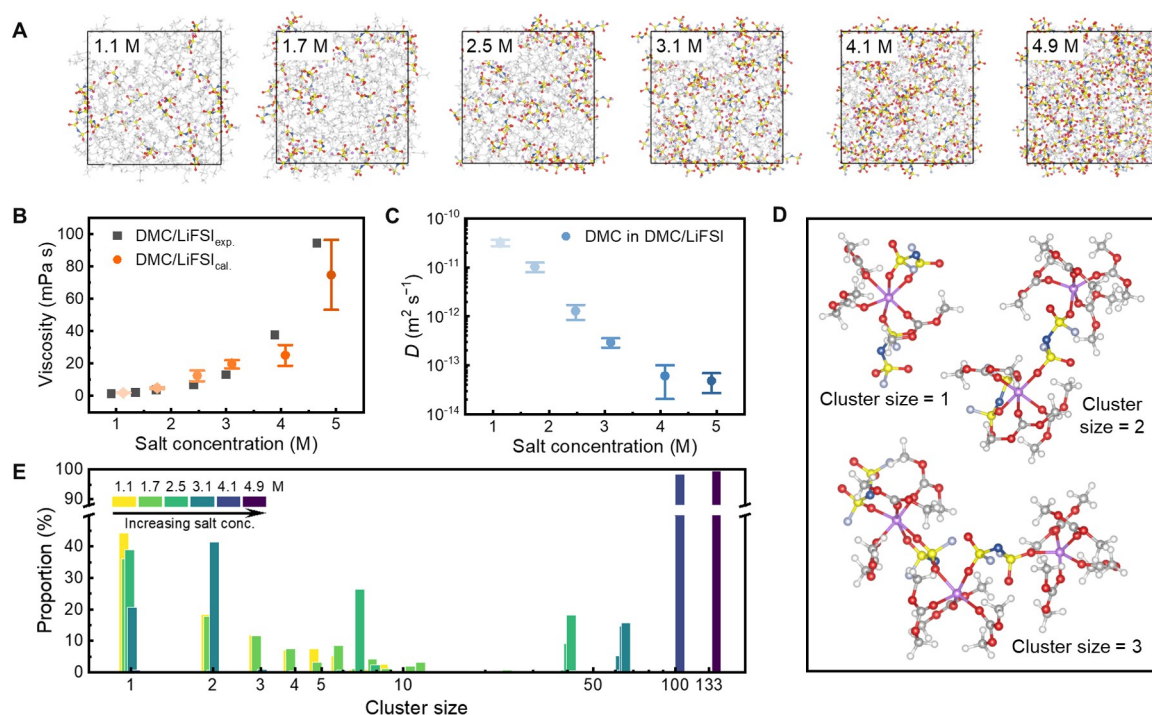 A
1.1 M
1.7 M
2.5 M
3.1 M
4.1 M
4.9 M
B
Viscosity (mPa s)
100
80
60
40
20
0
DMC/LiFSI exp.
DMC/LiFSI cal.
1 2 3 4 5
Salt concentration (M)
C
D (m² s⁻¹)
10⁻¹⁰
10⁻¹¹
10⁻¹²
10⁻¹³
10⁻¹⁴
DMC in DMC/LiFSI
1 2 3 4 5
Salt concentration (M)
D
Cluster size = 1
Cluster
size = 2
Cluster size = 3
E
Proportion (%)
100
90
40
30
20
10
0
1.1 1.7 2.5 3.1 4.1 4.9 M
Increasing salt conc.
1 2 3 4 5 10 50 100 133
Cluster size